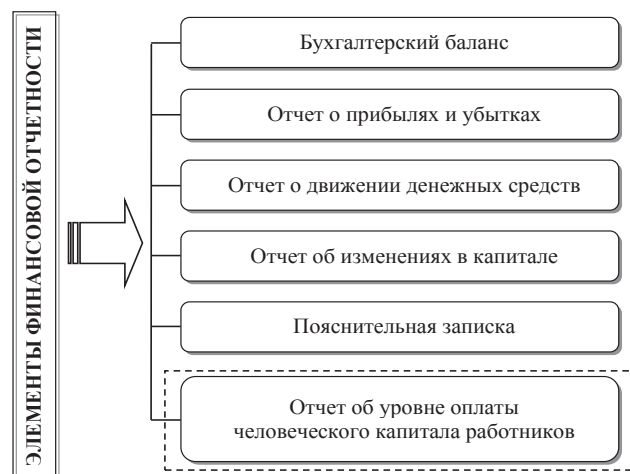 ЭЛЕМЕНТЫ ФИНАНСОВОЙ ОТЧЕТНОСТИ
Бухгалтерский баланс
Отчет о прибылях и убытках
Отчет о движении денежных средств
Отчет об изменениях в капитале
Пояснительная записка
Отчет об уровне оплаты
человеческого капитала работников